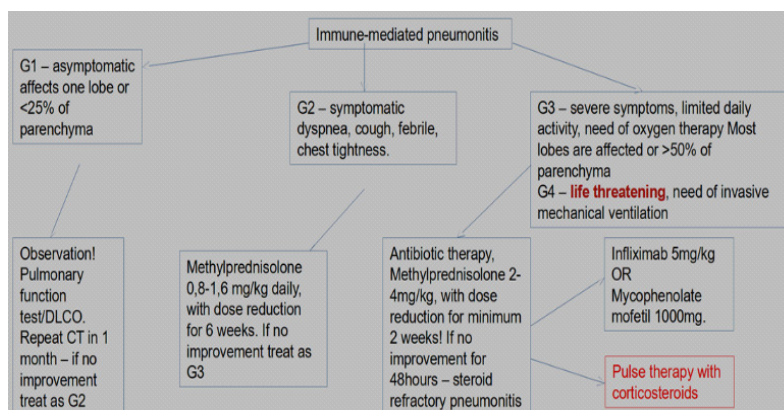 Immune-mediated pneumonitis
G1 – asymptomatic
affects one lobe or
<25% of
parenchyma
G2 – symptomatic
dyspnea, cough, febrile,
chest tightness.
G3 – severe symptoms, limited daily
activity, need of oxygen therapy Most
lobes are affected or >50% of
parenchyma
G4 – life threatening, need of invasive
mechanical ventilation
Observation!
Pulmonary
function
test/DLCO.
Repeat CT in 1
month – if no
improvement
treat as G2
Methylprednisolone
0,8-1,6 mg/kg daily,
with dose reduction
for 6 weeks. If no
improvement treat as
G3
Antibiotic therapy,
Methylprednisolone 2-
4mg/kg, with dose
reduction for minimum
2 weeks! If no
improvement for
48hours – steroid
refractory pneumonitis
Infliximab 5mg/kg
OR
Mycophenolate
mofetil 1000mg.
Pulse therapy with
corticosteroids